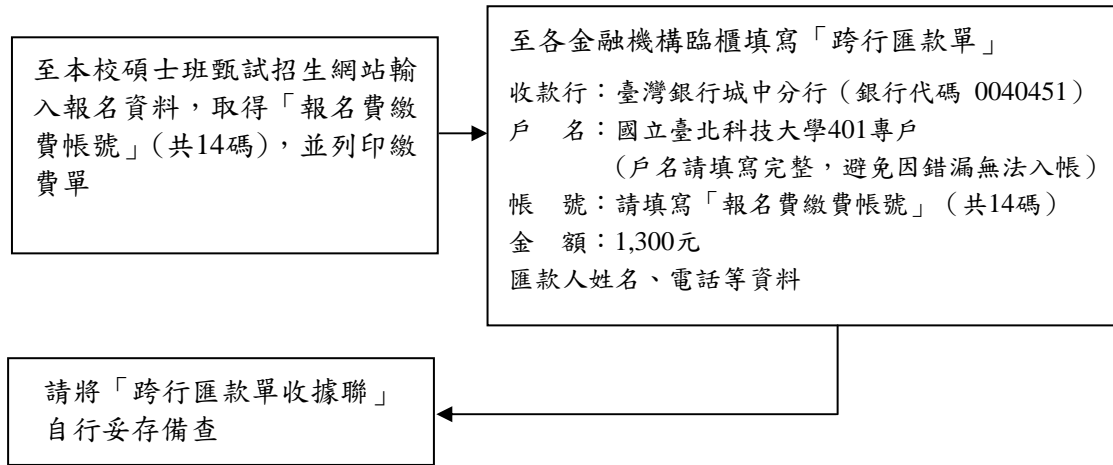 至本校碩士班甄試招生網站輸
入報名資料，取得「報名費繳
費帳號」（共14碼），並列印繳
費單
至各金融機構臨櫃填寫「跨行匯款單」
收款行：臺灣銀行城中分行（銀行代碼 0040451）
戶　名：國立臺北科技大學401專戶
（戶名請填寫完整，避免因錯漏無法入帳）
帳　號：請填寫「報名費繳費帳號」（共14碼）
金　額：1,300元
匯款人姓名、電話等資料
請將「跨行匯款單收據聯」
自行妥存備查